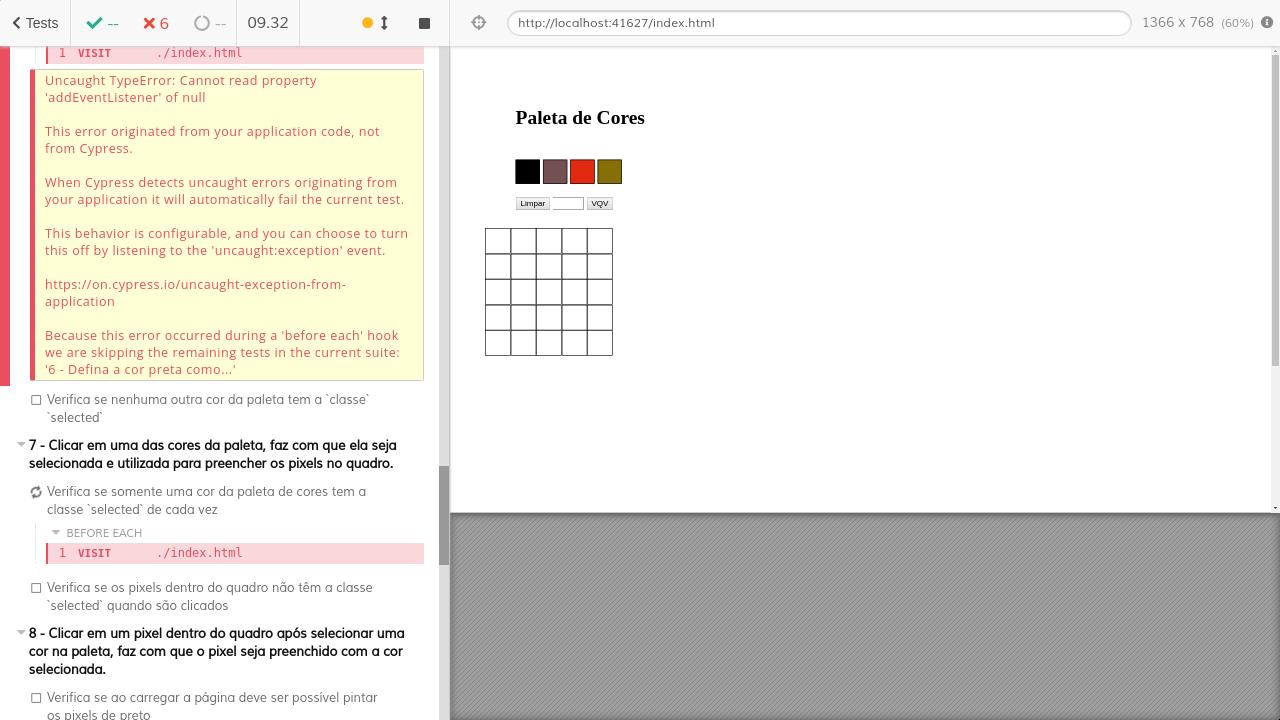 Tests
--
6
--
09.32
http://localhost:41627/index.html
1366 x 768 (60%)
1 VISIT ./index.html
Uncaught TypeError: Cannot read property
'addEventListener' of null
This error originated from your application code, not
from Cypress.
When Cypress detects uncaught errors originating from
your application it will automatically fail the current test.
This behavior is configurable, and you can choose to turn
this off by listening to the 'uncaught:exception' event.
https://on.cypress.io/uncaught-exception-from-
application
Because this error occurred during a 'before each' hook
we are skipping the remaining tests in the current suite:
'6 - Defina a cor preta como...'
Verifica se nenhuma outra cor da paleta tem a `classe`
`selected`
7 - Clicar em uma das cores da paleta, faz com que ela seja
selecionada e utilizada para preencher os pixels no quadro.
Verifica se somente uma cor da paleta de cores tem a
classe `selected` de cada vez
BEFORE EACH
1 VISIT ./index.html
Verifica se os pixels dentro do quadro não têm a classe
`selected` quando são clicados
8 - Clicar em um pixel dentro do quadro após selecionar uma
cor na paleta, faz com que o pixel seja preenchido com a cor
selecionada.
Verifica se ao carregar a página deve ser possível pintar
os pixels de preto
Paleta de Cores
Limpar
VQV